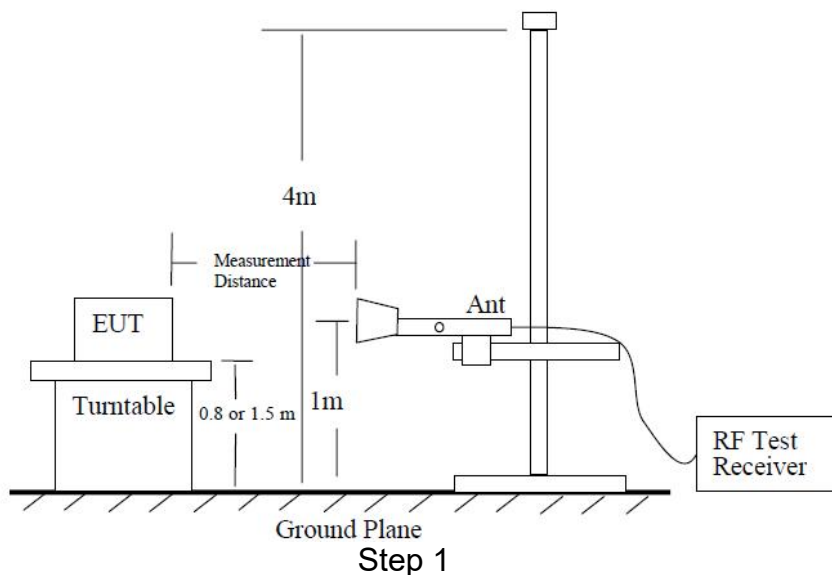 4m
Measurement
Distance
Ant
EUT
Turntable
0.8 or 1.5 m
1m
RF Test
Receiver
Ground Plane
Step 1